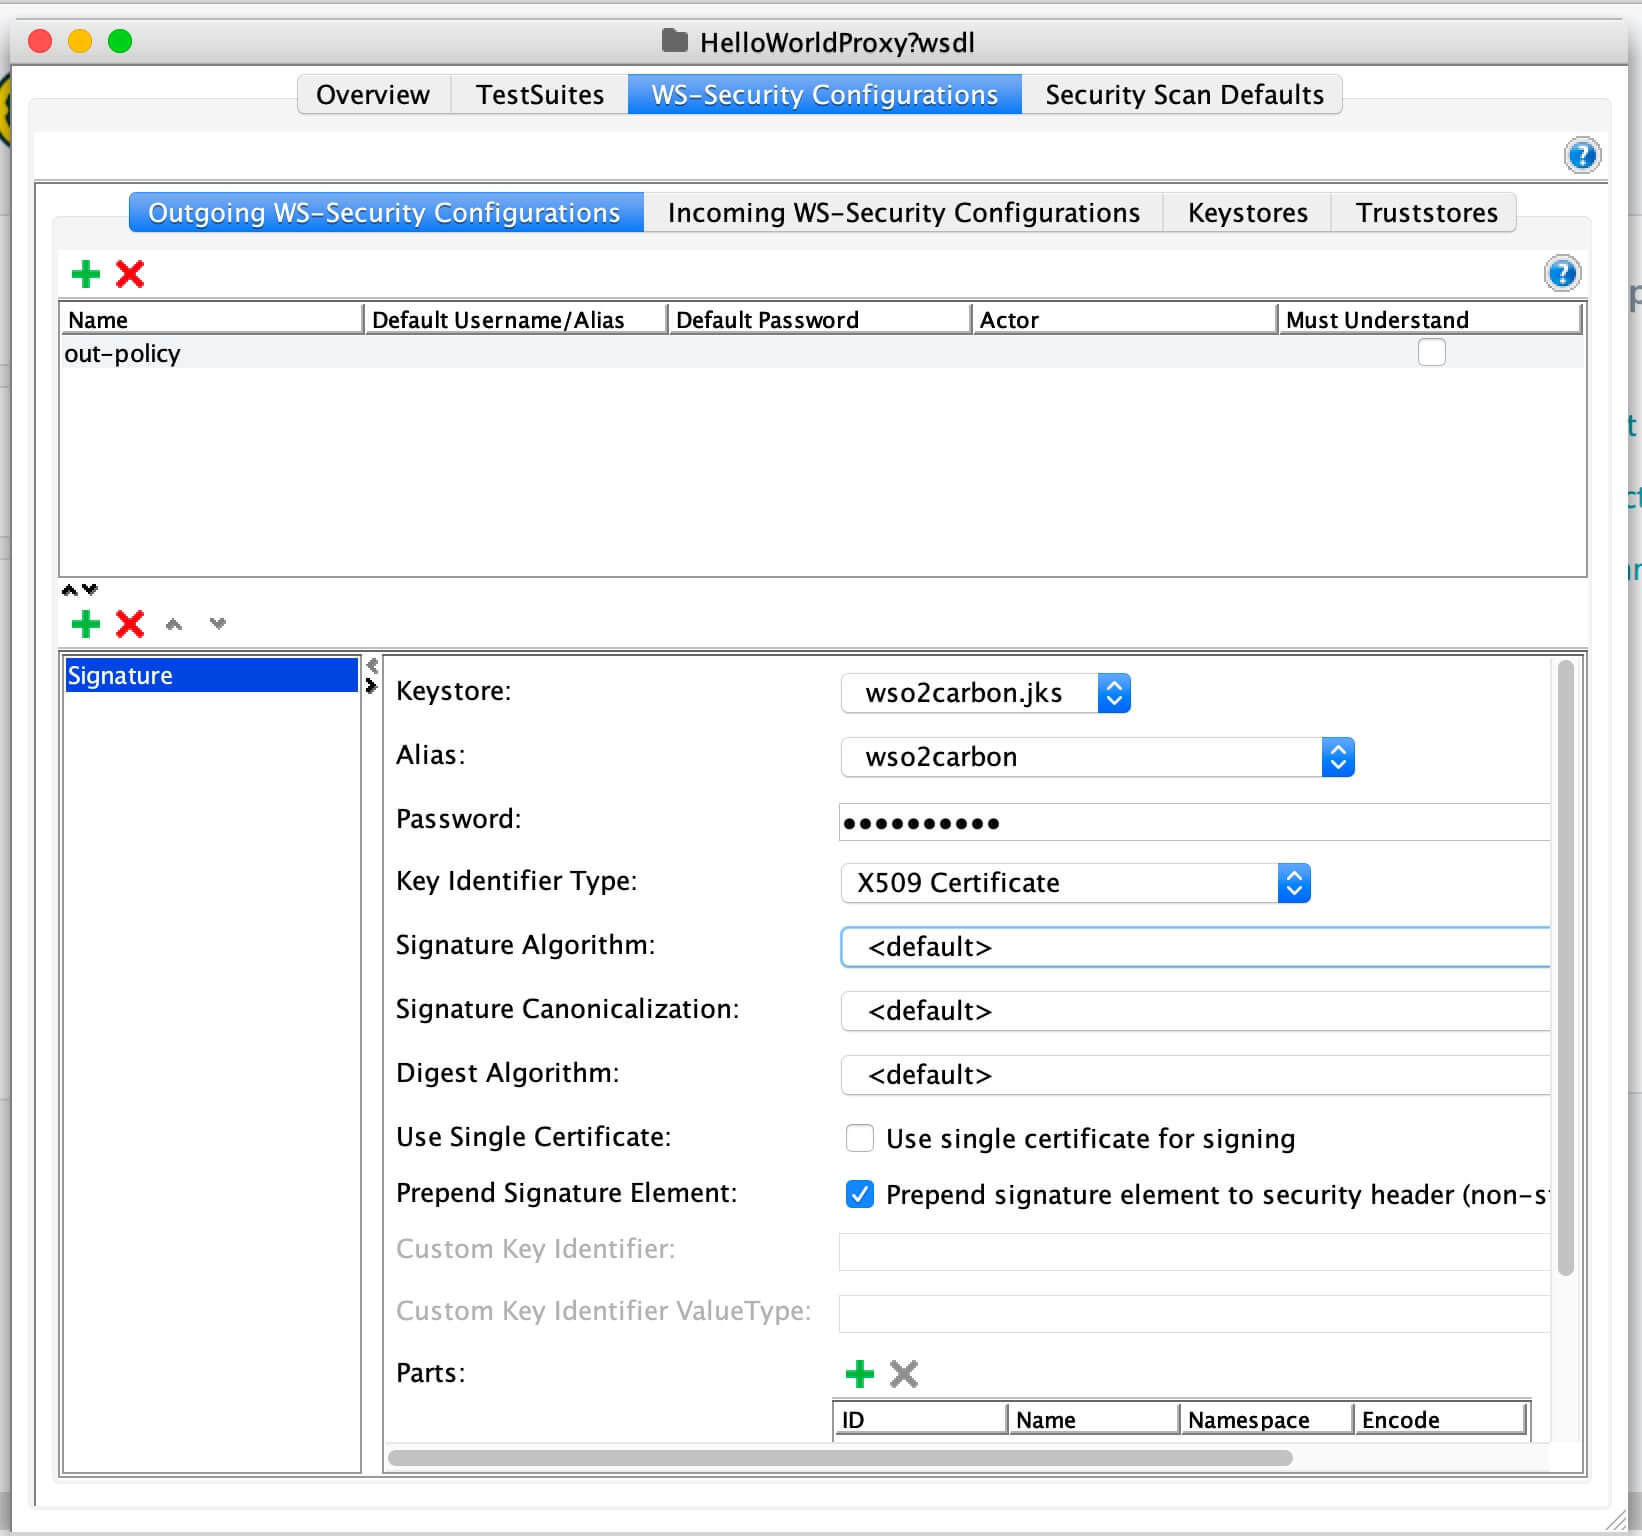 HelloWorldProxy?wsdl
Overview TestSuites WS-Security Configurations Security Scan Defaults
Outgoing WS-Security Configurations Incoming WS-Security Configurations Keystores Truststores
Name Default Username/Alias Default Password Actor Must Understand
out-policy
Signature
Keystore: wso2carbon.jks
Alias: wso2carbon
Password: ●●●●●●●●●●
Key Identifier Type: X509 Certificate
Signature Algorithm: <default>
Signature Canonicalization: <default>
Digest Algorithm: <default>
Use Single Certificate: Use single certificate for signing
Prepend Signature Element: Prepend signature element to security header (non-s
Custom Key Identifier:
Custom Key Identifier ValueType:
Parts:
ID Name Namespace Encode